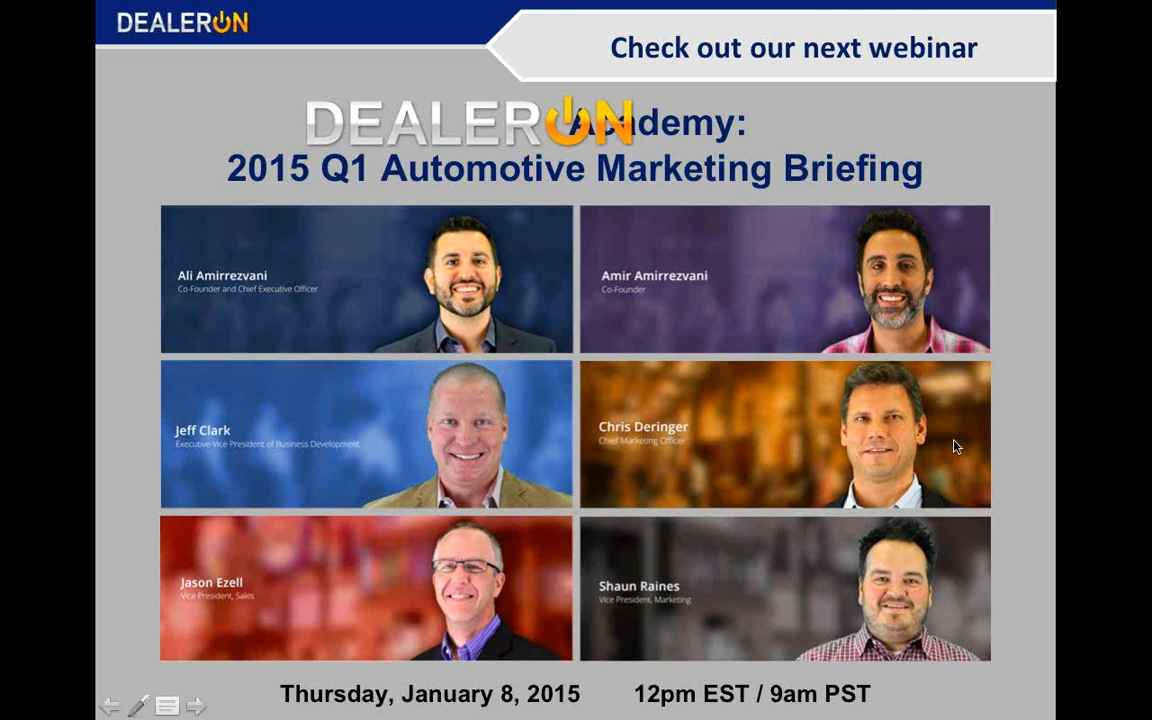 DEALERON
Check out our next webinar
DEALERON Academy:
2015 Q1 Automotive Marketing Briefing
Ali Amirrezvani
Co-Founder and Chief Executive Officer
Amir Amirrezvani
Co-Founder
Jeff Clark
Executive Vice President of Business Development
Chris Deringer
Chief Marketing Officer
Jason Ezell
Vice President, Sales
Shaun Raines
Vice President, Marketing
Thursday, January 8, 2015 12pm EST / 9am PST